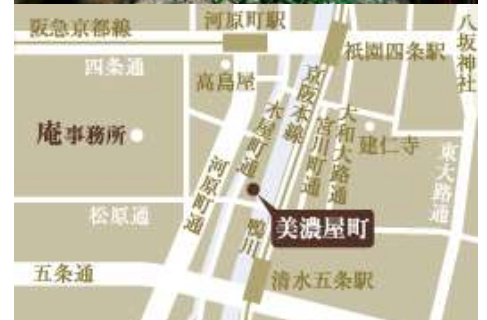 阪急京都線
河原町駅
八坂神社
四条通
祇園四条駅
高島屋
京阪本線
木屋町通
大和大路通
宮川町通
建仁寺
庵事務所
河原町通
東大路通
松原通
鴨川
美濃屋町
五条通
清水五条駅